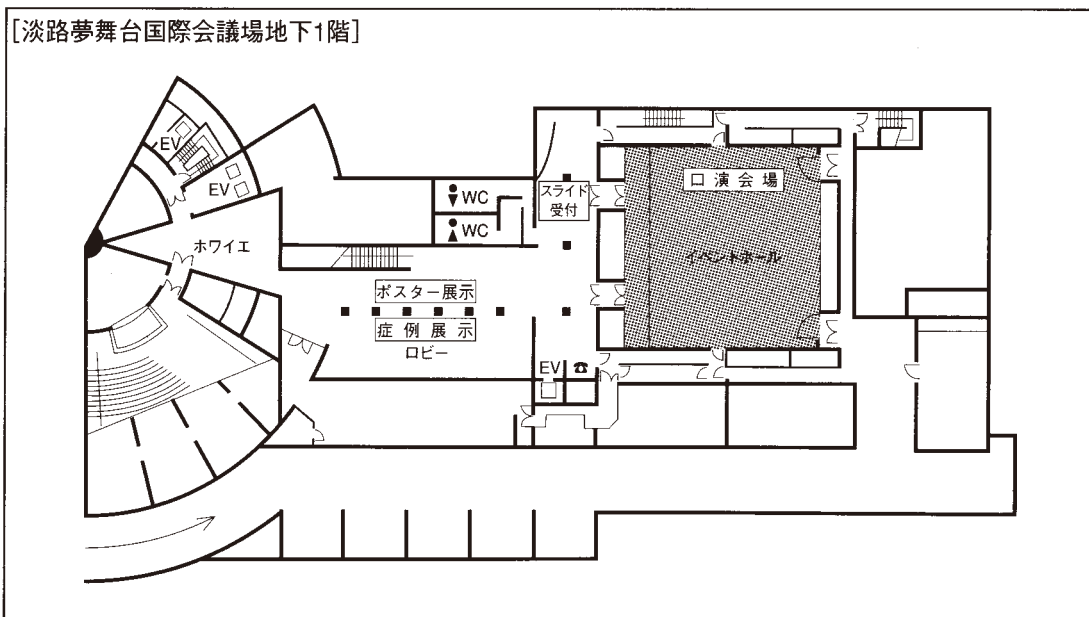 [淡路夢舞台国際会議場地下1階]
EV
EV
WC
WC
スライド
受付
口演会場
ホワイエ
イベントホール
ポスター展示
症例展示
ロビー
EV